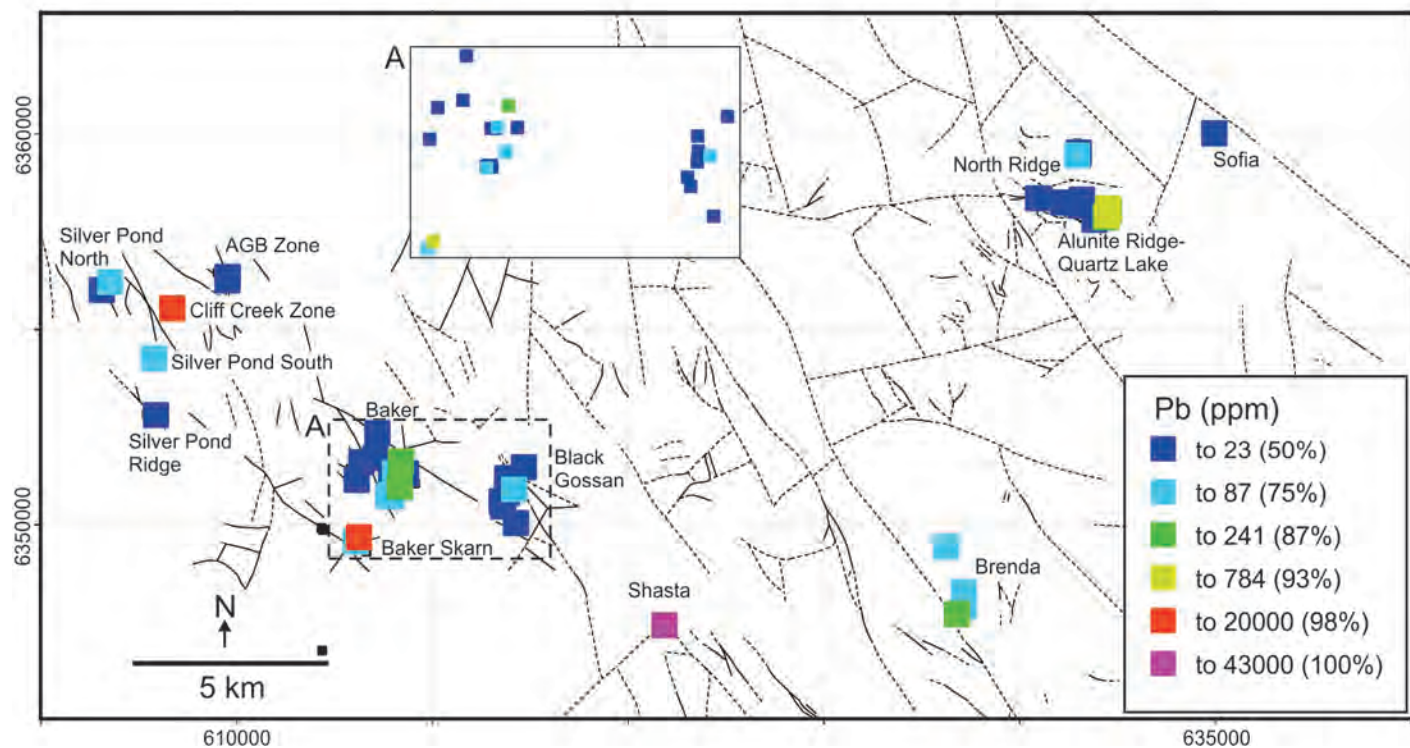 A
6360000
North Ridge
Sofia
Silver Pond
North
AGB Zone
Alunite Ridge-
Quartz Lake
Cliff Creek Zone
Silver Pond South
Baker
A
Silver Pond
Ridge
Black
Gossan
6350000
Baker Skarn
Shasta
Brenda
N
5 km
Pb (ppm)
to 23 (50%)
to 87 (75%)
to 241 (87%)
to 784 (93%)
to 20000 (98%)
to 43000 (100%)
610000
635000